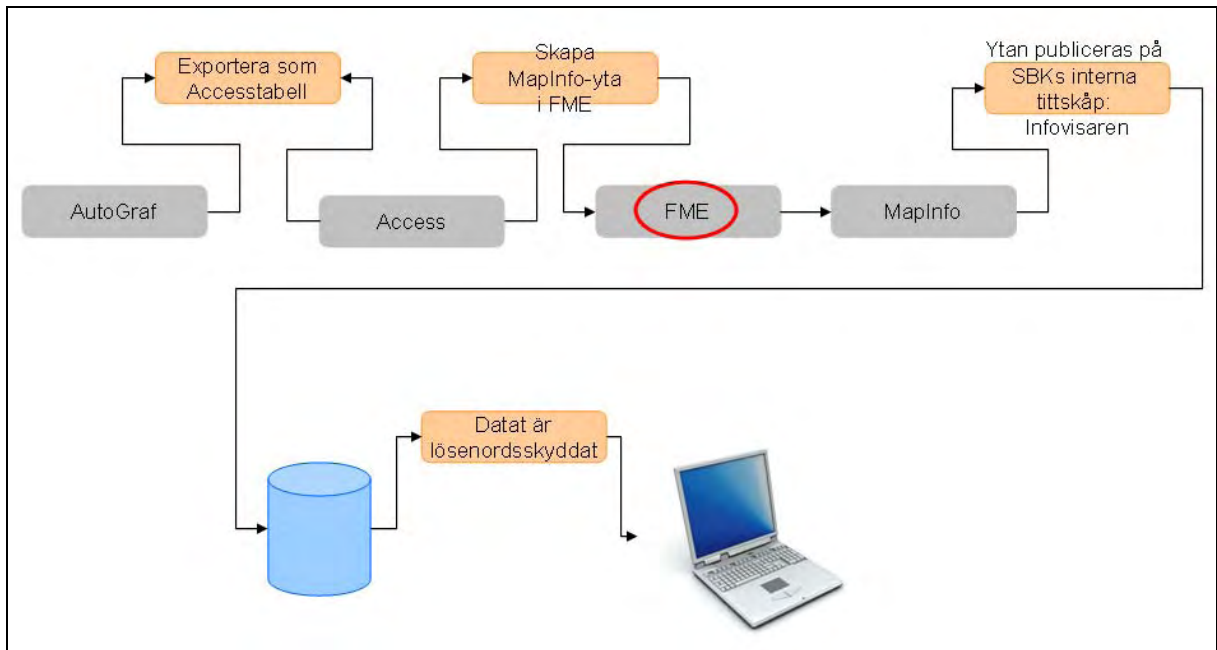 Exportera som
Accesstabell
Skapa
MapInfo-yta
i FME
Ytan publiceras på
SBKs interna
tittskåp:
Infovisaren
AutoGraf
Access
FME
MapInfo
Datat är
lösenordsskyddat